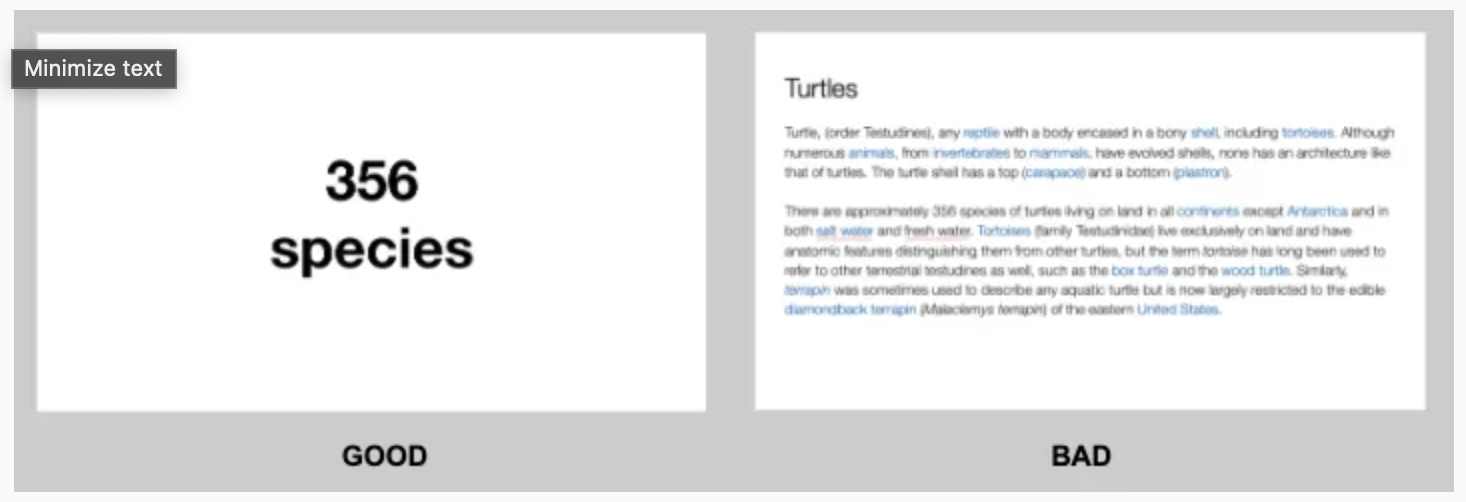 Minimize text
356
species
GOOD
Turtles
Turtle, (order Testudines), any reptile with a body encased in a bony shell, including tortoises. Although
numerous animals, from invertebrates to mammals, have evolved shells, none has an architecture like
that of turtles. The turtle shell has a top (carapace) and a bottom (plastron).
There are approximately 356 species of turtles living on land in all continents except Antarctica and in
both salt water and fresh water. Tortoises (family Testudinidae) live exclusively on land and have
anatomic features distinguishing them from other turtles, but the term tortoise has long been used to
refer to other terrestrial testudines as well, such as the box turtle and the wood turtle. Similarly,
terrapin was sometimes used to describe any aquatic turtle but is now largely restricted to the edible
diamondback terrapin (Malaclemys terrapin) of the eastern United States.
BAD